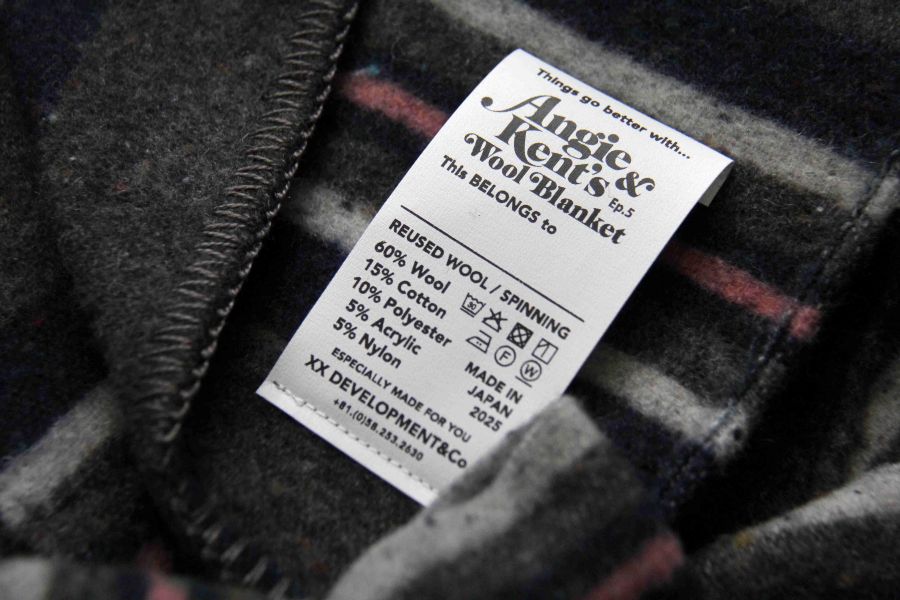 Things go better with...
Angie &
Kent's
Ep.5
Wool Blanket
This BELONGS to
REUSED WOOL / SPINNING
60% Wool
15% Cotton
10% Polyester
5% Acrylic
5% Nylon
30
F
W
MADE IN
JAPAN
2025
ESPECIALLY MADE FOR YOU
XX DEVELOPMENT&Co
+81.(0)58.253.2630